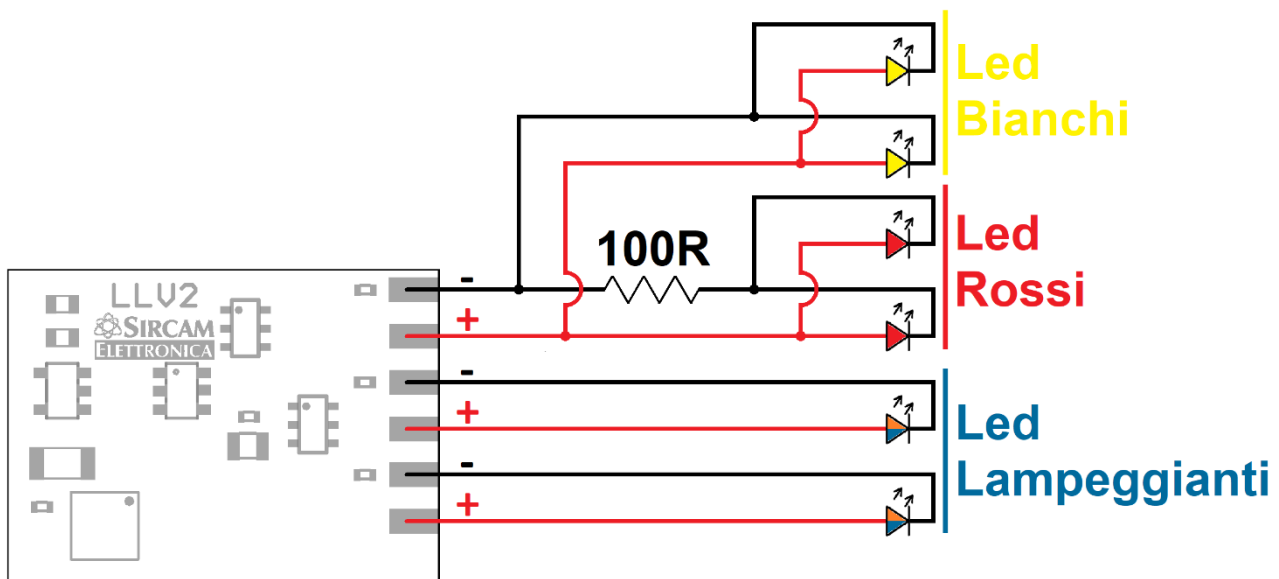 Led
Bianchi
Led
Rossi
100R
-
+
LLV2
SIRCAM
ELETTRONICA
-
+
Led
Lampeggianti
-
+